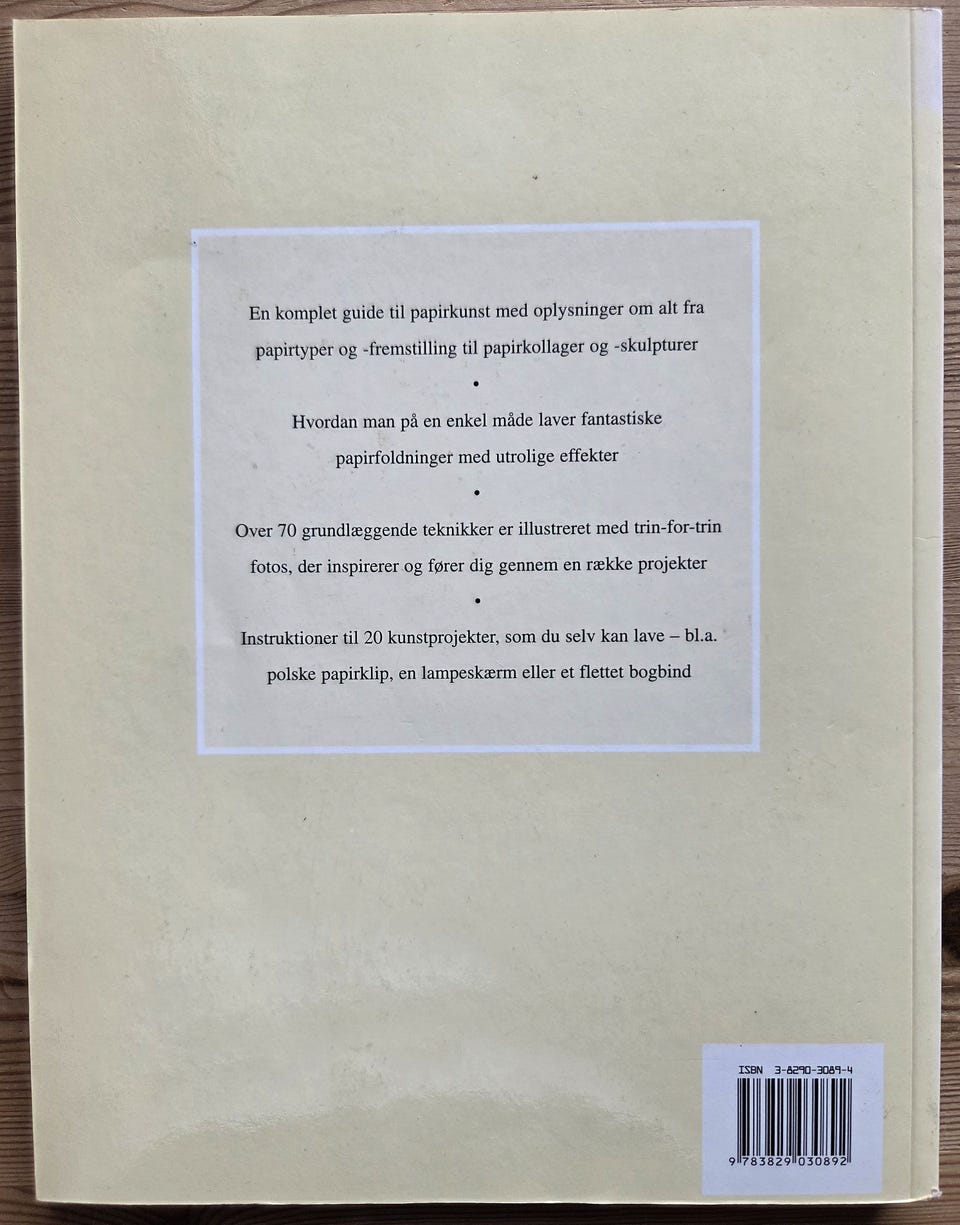 En komplet guide til papirkunst med oplysninger om alt fra
papirtyper og -fremstilling til papirkollager og -skulpturer
•
Hvordan man på en enkel måde laver fantastiske
papirfoldninger med utrolige effekter
•
Over 70 grundlæggende teknikker er illustreret med trin-for-trin
fotos, der inspirerer og fører dig gennem en række projekter
•
Instruktioner til 20 kunstprojekter, som du selv kan lave – bl.a.
polske papirklip, en lampeskærm eller et flettet bogbind
ISBN 3-8290-3089-4
9 783829 030892